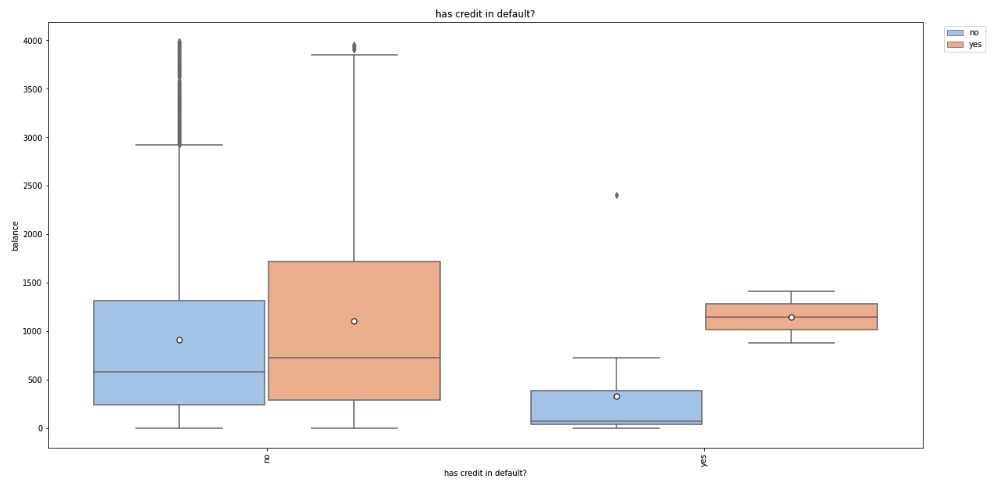 has credit in default?
no
yes
4000
3500
3000
2500
2000
1500
1000
500
0
balance
no
yes
has credit in default?